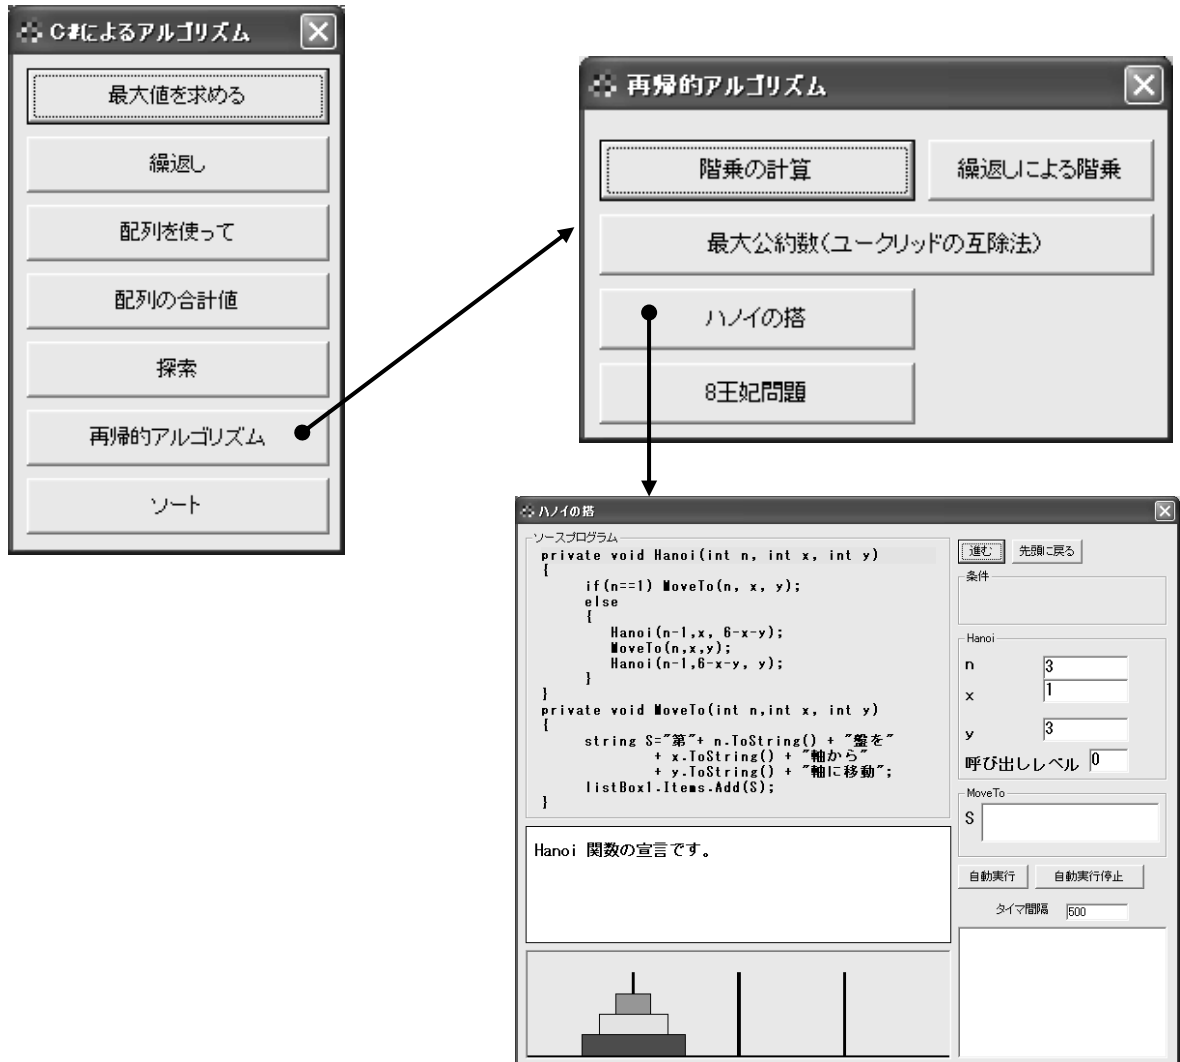 C#によるアルゴリズム
最大値を求める
繰返し
配列を使って
配列の合計値
探索
再帰的アルゴリズム
ソート
再帰的アルゴリズム
階乗の計算
繰返しによる階乗
最大公約数(ユークリッドの互除法)
ハノイの搭
8王妃問題
ハノイの搭
ソースプログラム
private void Hanoi(int n, int x, int y)
{
if(n==1) MoveTo(n, x, y);
else
{
Hanoi(n-1,x, 6-x-y);
MoveTo(n,x,y);
Hanoi(n-1,6-x-y, y);
}
}
private void MoveTo(int n,int x, int y)
{
string S="第"+ n.ToString() + "盤を"
+ x.ToString() + "軸から"
+ y.ToString() + "軸に移動";
listBox1.Items.Add(S);
}
Hanoi 関数の宣言です。
進む 先頭に戻る
条件
Hanoi
n 3
x 1
y 3
呼び出しレベル 0
MoveTo
S
自動実行 自動実行停止
タイマ間隔 500